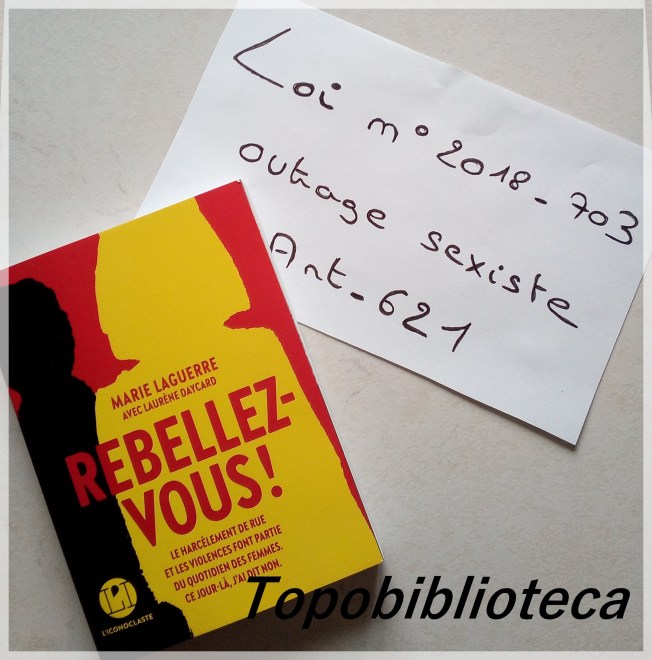 Loi n° 2018-703
outrage sexiste
Art-621
MARIE LAGUERRE
AVEC LAURÈNE DAYCARD
REBELLEZ-
VOUS!
LE HARCÈLEMENT DE RUE
ET LES VIOLENCES FONT PARTIE
DU QUOTIDIEN DES FEMMES.
CE JOUR-LÀ, J'AI DIT NON.
L'I
L'ICONOCLASTE
Topobiblioteca